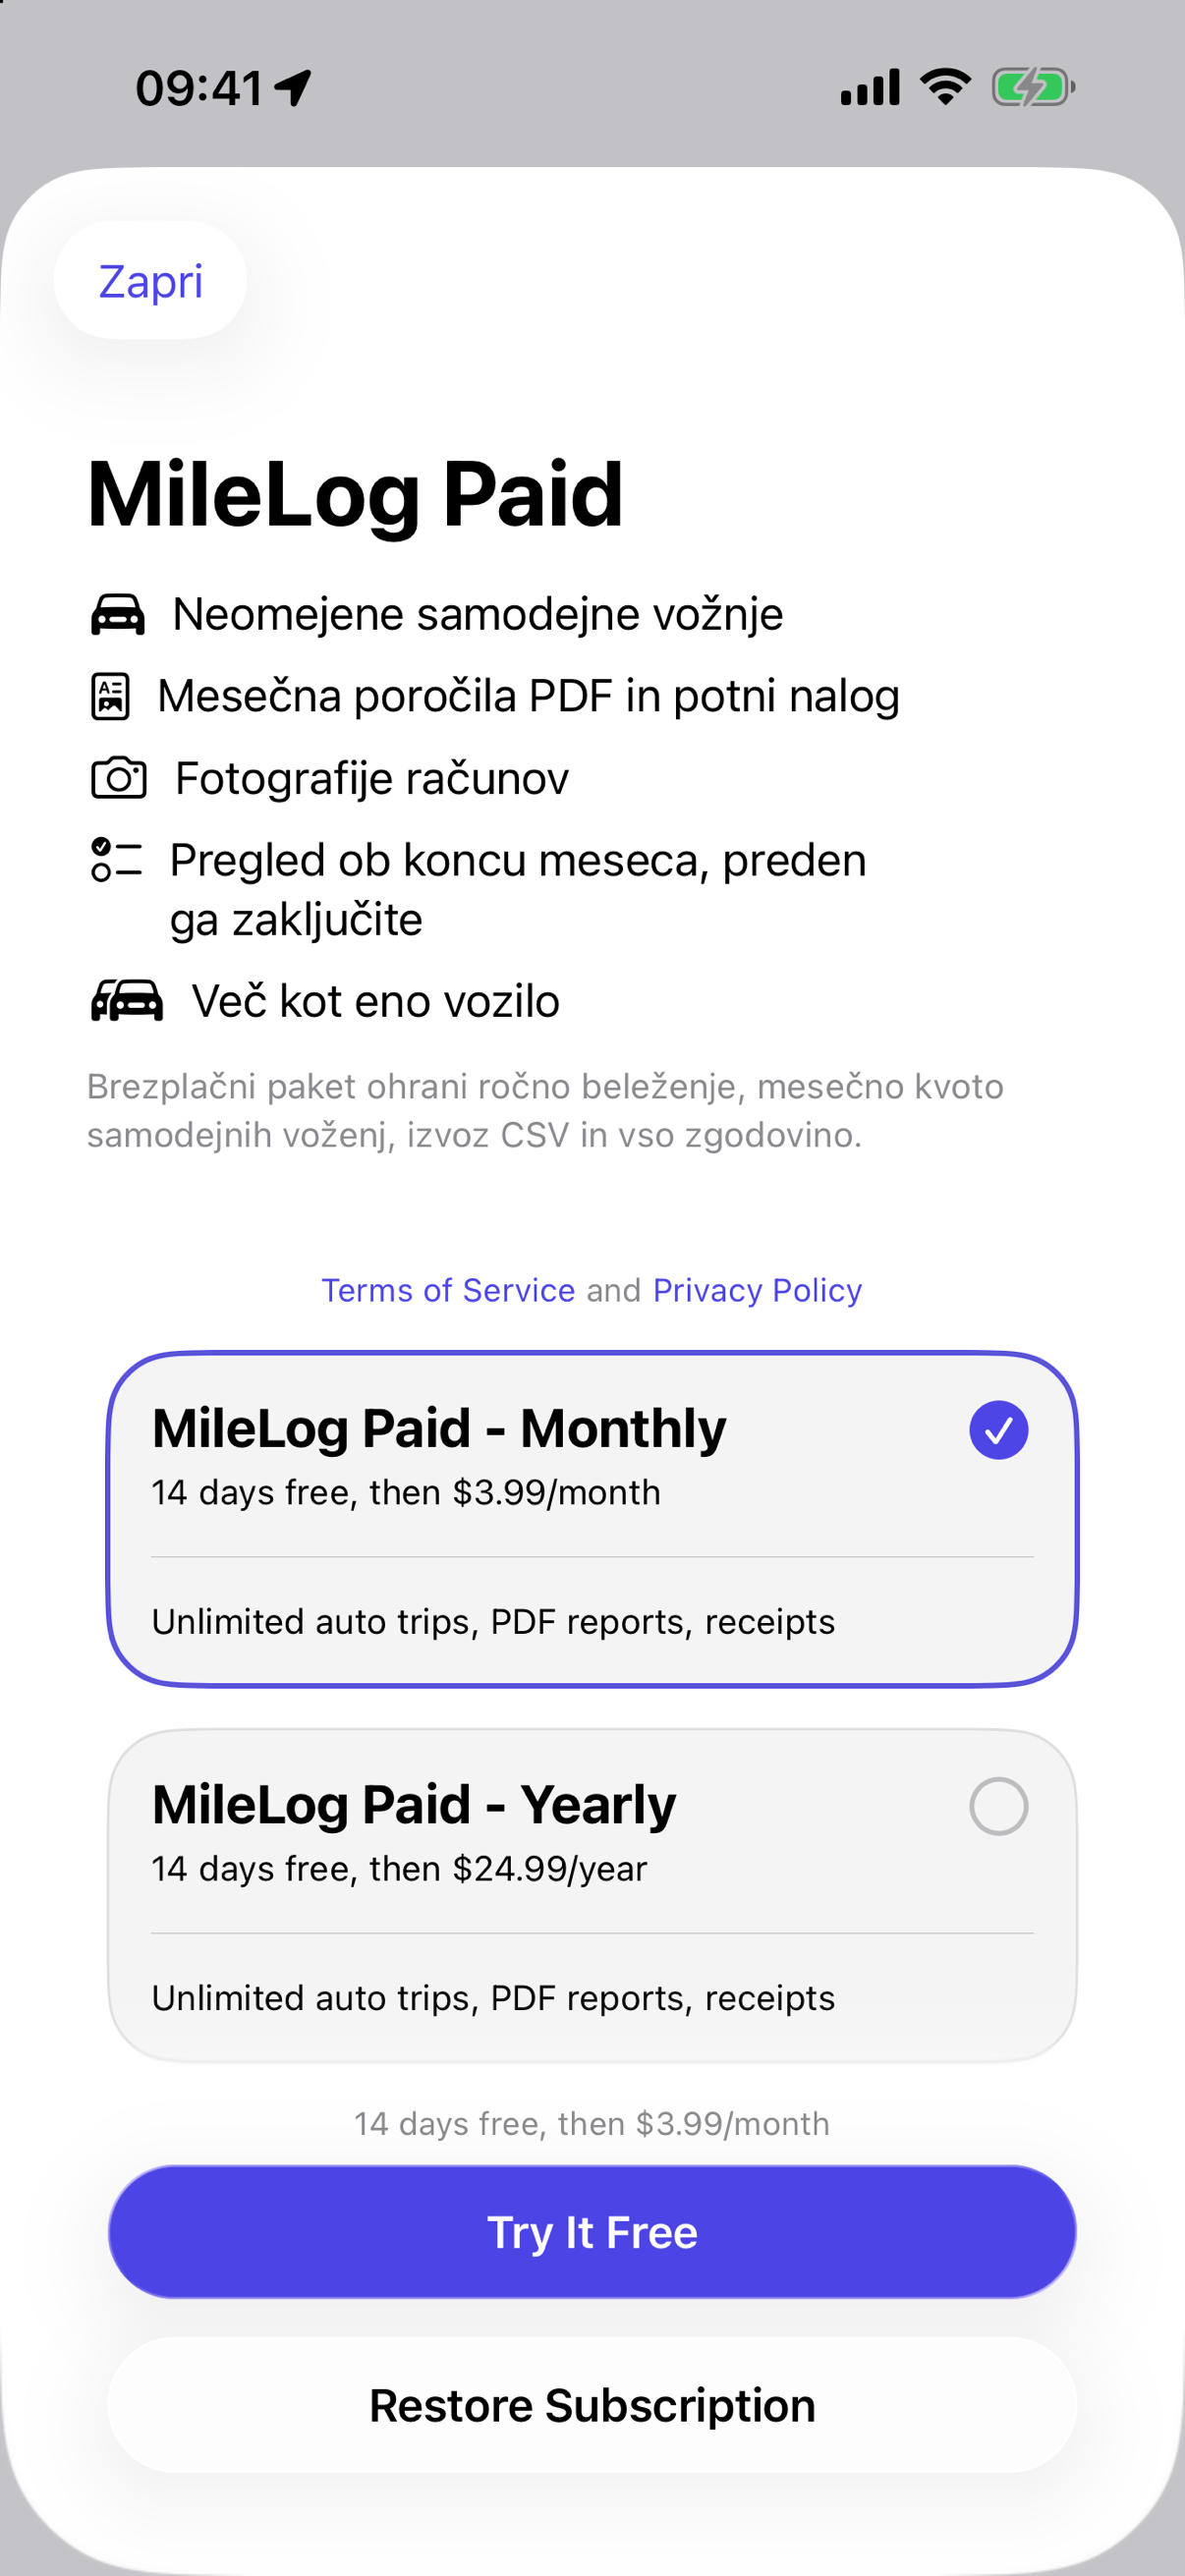 09:41
Zapri
MileLog Paid
Neomejene samodejne vožnje
Mesečna poročila PDF in potni nalog
Fotografije računov
Pregled ob koncu meseca, preden
ga zaključite
Več kot eno vozilo
Brezplačni paket ohrani ročno beleženje, mesečno kvoto
samodejnih voženj, izvoz CSV in vso zgodovino.
Terms of Service and Privacy Policy
MileLog Paid - Monthly
14 days free, then $3.99/month
Unlimited auto trips, PDF reports, receipts
MileLog Paid - Yearly
14 days free, then $24.99/year
Unlimited auto trips, PDF reports, receipts
14 days free, then $3.99/month
Try It Free
Restore Subscription